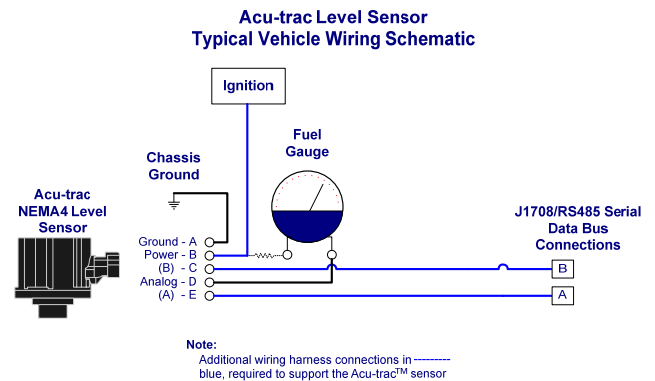 Acu-trac Level Sensor
Typical Vehicle Wiring Schematic
Ignition
Fuel
Gauge
Chassis
Ground
Acu-trac
NEMA4 Level
Sensor
J1708/RS485 Serial
Data Bus
Connections
Ground - A
Power - B
(B) - C
Analog - D
(A) - E
B
A
Note:
Additional wiring harness connections in ---------
blue, required to support the Acu-trac™ sensor